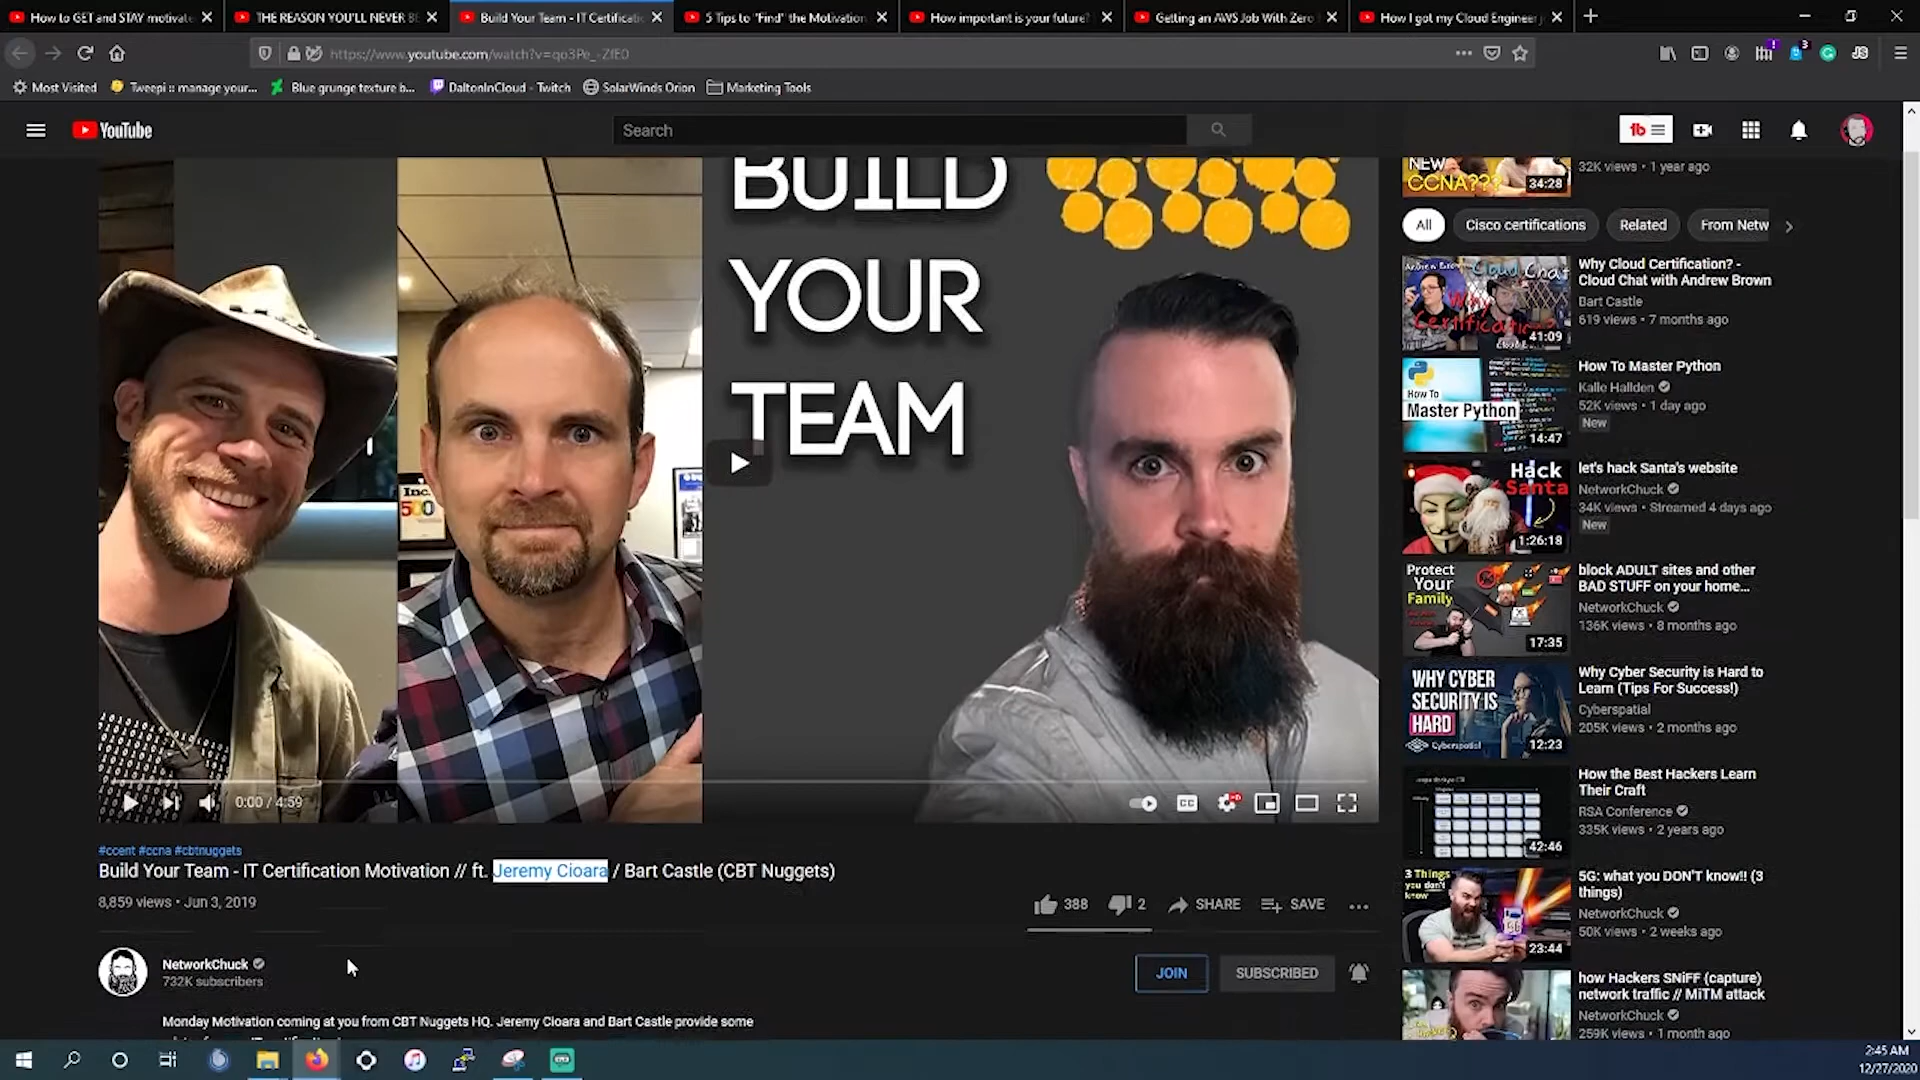 How to GET and STAY motivate
THE REASON YOU'LL NEVER BE
Build Your Team - IT Certificatio
5 Tips to "Find" the Motivation
How important is your future?
Getting an AWS Job With Zero
How I got my Cloud Engineer
https://www.youtube.com/watch?v=qo3Pe_-ZfE0
Most Visited
Tweepi :: manage your...
Blue grunge texture b...
DaltonInCloud - Twitch
SolarWinds Orion
Marketing Tools
YouTube
Search
BUILD
YOUR
TEAM
Inc.
500
0:00 / 4:59
CC
#ccent #ccna #cbtnuggets
Build Your Team - IT Certification Motivation // ft. Jeremy Cioara / Bart Castle (CBT Nuggets)
8,859 views • Jun 3, 2019
388
2
SHARE
SAVE
NetworkChuck
732K subscribers
JOIN
SUBSCRIBED
Monday Motivation coming at you from CBT Nuggets HQ. Jeremy Cioara and Bart Castle provide some
NEW
CCNA???
34:28
32K views • 1 year ago
All
Cisco certifications
Related
From Netw
Cloud Chat
Why
Certification
41:09
Why Cloud Certification? -
Cloud Chat with Andrew Brown
Bart Castle
619 views • 7 months ago
How To
Master Python
14:47
How To Master Python
Kalle Hallden
52K views • 1 day ago
New
Hack
Santa
1:26:18
let's hack Santa's website
NetworkChuck
34K views • Streamed 4 days ago
New
Protect
Your
Family
17:35
block ADULT sites and other
BAD STUFF on your home...
NetworkChuck
136K views • 8 months ago
WHY CYBER
SECURITY IS
HARD
Cyberspatial
12:23
Why Cyber Security is Hard to
Learn (Tips For Success!)
Cyberspatial
205K views • 2 months ago
42:46
How the Best Hackers Learn
Their Craft
RSA Conference
335K views • 2 years ago
3 Things
you don't
know
23:44
5G: what you DON'T know!! (3
things)
NetworkChuck
50K views • 2 weeks ago
how Hackers SNiFF (capture)
network traffic // MiTM attack
NetworkChuck
259K views • 1 month ago
2:45 AM
12/27/2020